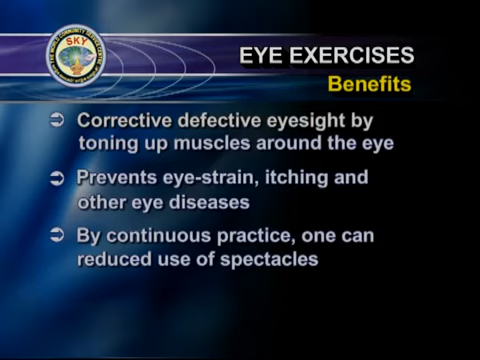 SKY
EYE EXERCISES
Benefits
Corrective defective eyesight by
toning up muscles around the eye
Prevents eye-strain, itching and
other eye diseases
By continuous practice, one can
reduced use of spectacles